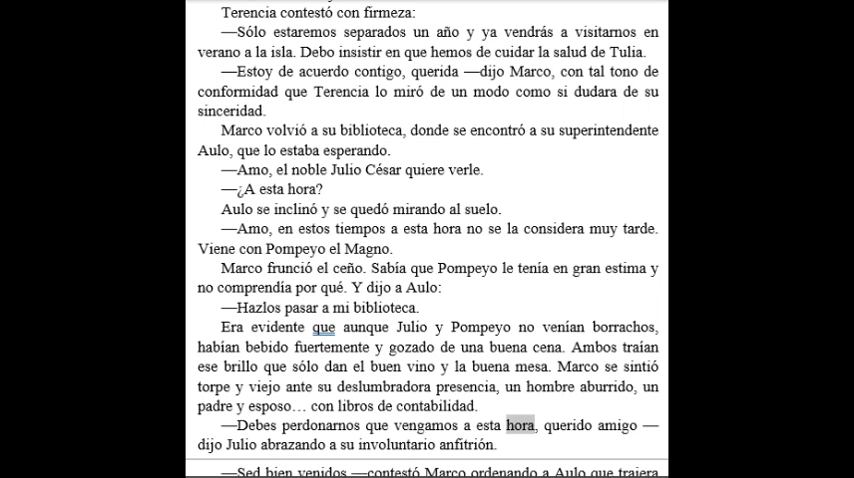 Terencia contestó con firmeza:
—Sólo estaremos separados un año y ya vendrás a visitarnos en
verano a la isla. Debo insistir en que hemos de cuidar la salud de Tulia.
—Estoy de acuerdo contigo, querida —dijo Marco, con tal tono de
conformidad que Terencia lo miró de un modo como si dudara de su
sinceridad.
Marco volvió a su biblioteca, donde se encontró a su superintendente
Aulo, que lo estaba esperando.
—Amo, el noble Julio César quiere verle.
—¿A esta hora?
Aulo se inclinó y se quedó mirando al suelo.
—Amo, en estos tiempos a esta hora no se la considera muy tarde.
Viene con Pompeyo el Magno.
Marco frunció el ceño. Sabía que Pompeyo le tenía en gran estima y
no comprendía por qué. Y dijo a Aulo:
—Hazlos pasar a mi biblioteca.
Era evidente que aunque Julio y Pompeyo no venían borrachos,
habían bebido fuertemente y gozado de una buena cena. Ambos traían
ese brillo que sólo dan el buen vino y la buena mesa. Marco se sintió
torpe y viejo ante su deslumbradora presencia, un hombre aburrido, un
padre y esposo… con libros de contabilidad.
—Debes perdonarnos que vengamos a esta hora, querido amigo —
dijo Julio abrazando a su involuntario anfitrión.
—Sed bien venidos —contestó Marco ordenando a Aulo que trajera